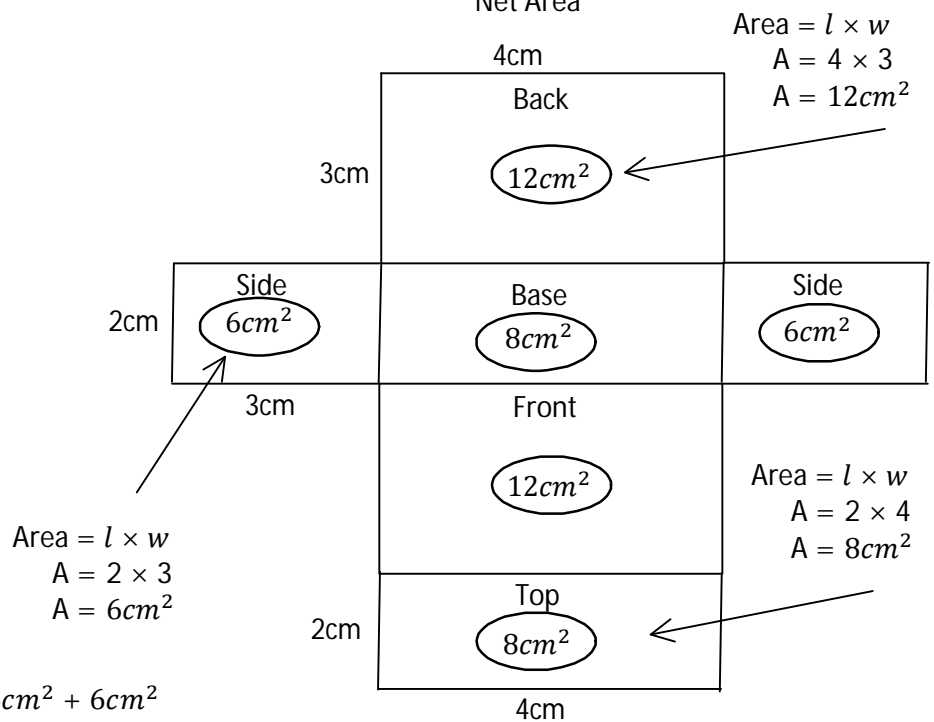 Net Area
Area = l × w
A = 4 × 3
A = 12cm²
4cm
Back
3cm
12cm²
Side
Base
Side
2cm
6cm²
8cm²
6cm²
3cm
Front
12cm²
Area = l × w
A = 2 × 4
A = 8cm²
Area = l × w
A = 2 × 3
A = 6cm²
Top
2cm
8cm²
cm² + 6cm²
4cm